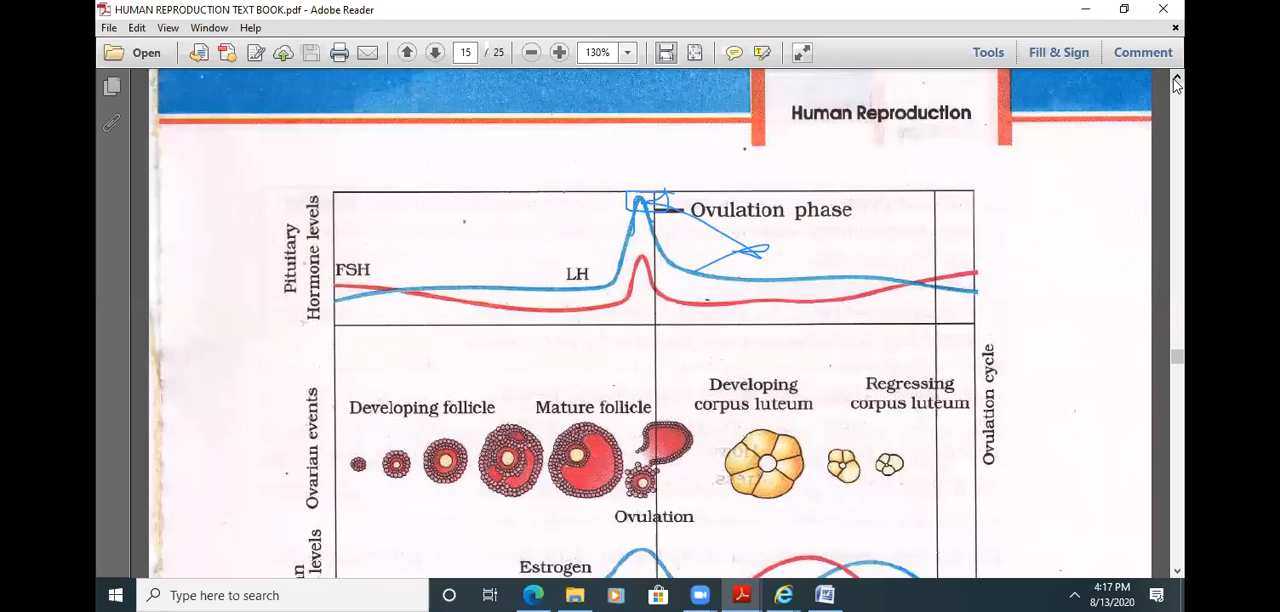 HUMAN REPRODUCTION TEXT BOOK.pdf - Adobe Reader
File Edit View Window Help
Open 15 / 25 130% Tools Fill & Sign Comment
Human Reproduction
Pituitary
Hormone levels
FSH
LH
Ovulation phase
Ovarian events
Developing follicle
Mature follicle
Developing
corpus luteum
Regressing
corpus luteum
Ovulation
Ovulation cycle
levels
Estrogen
Type here to search
4:17 PM
8/13/2020